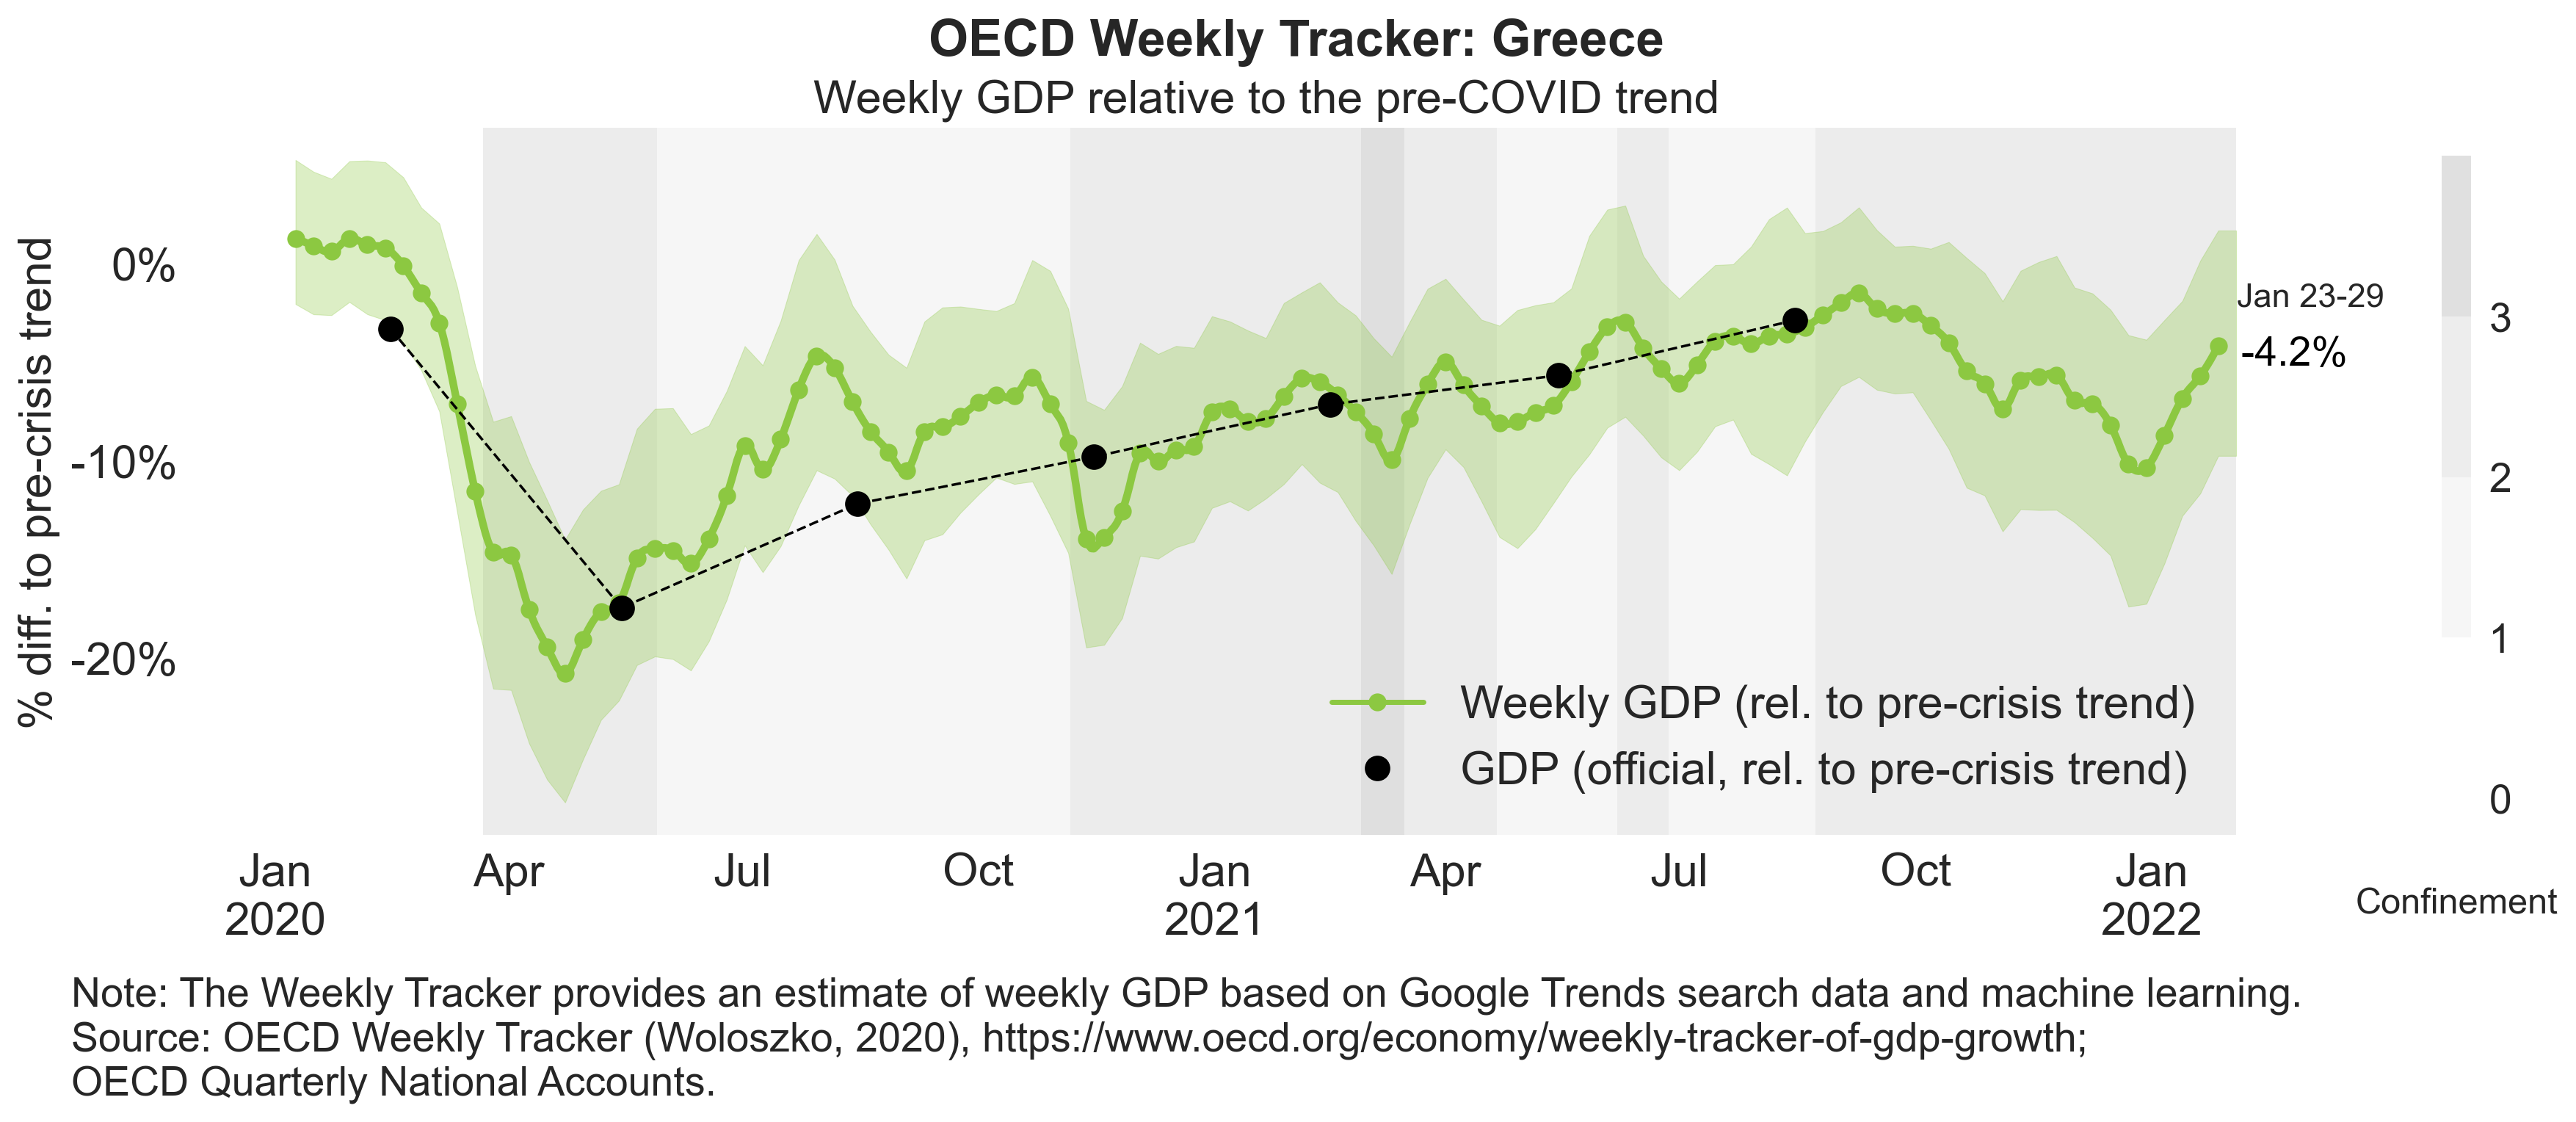 OECD Weekly Tracker: Greece
Weekly GDP relative to the pre-COVID trend
% diff. to pre-crisis trend
0%
-10%
-20%
Jan 23-29
-4.2%
3
2
1
0
Weekly GDP (rel. to pre-crisis trend)
GDP (official, rel. to pre-crisis trend)
Jan Apr Jul Oct Jan Apr Jul Oct Jan
2020 2021 2022
Confinement
Note: The Weekly Tracker provides an estimate of weekly GDP based on Google Trends search data and machine learning.
Source: OECD Weekly Tracker (Woloszko, 2020), https://www.oecd.org/economy/weekly-tracker-of-gdp-growth;
OECD Quarterly National Accounts.